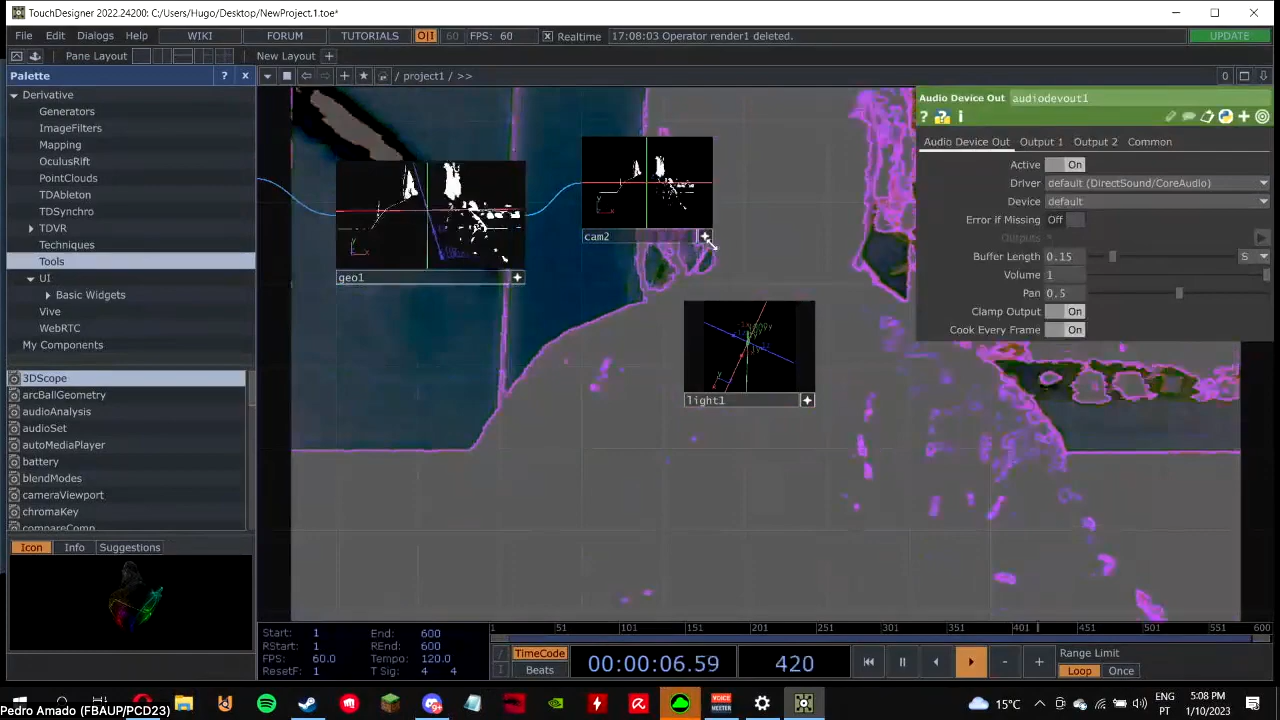 TouchDesigner 2022.24200: C:/Users/Hugo/Desktop/NewProject.1.toe*
File Edit Dialogs Help WIKI FORUM TUTORIALS O|I 60 FPS: 60 Realtime 17:08:03 Operator render1 deleted. UPDATE
Pane Layout New Layout +
Palette ? x
/ project1 / >> 0
Derivative
Generators
ImageFilters
Mapping
OculusRift
PointClouds
TDAbleton
TDSynchro
TDVR
Techniques
Tools
UI
Basic Widgets
Vive
WebRTC
My Components
3DScope
arcBallGeometry
audioAnalysis
audioSet
autoMediaPlayer
battery
blendModes
cameraViewport
chromaKey
compareComp
Icon Info Suggestions
geo1
cam2
light1
Audio Device Out audiodevout1
? ? i
Audio Device Out Output 1 Output 2 Common
Active On
Driver default (DirectSound/CoreAudio)
Device default
Error if Missing Off
Outputs *
Buffer Length 0.15 S
Volume 1
Pan 0.5
Clamp Output On
Cook Every Frame On
1 51 101 151 201 251 301 351 401 451 501 551 600
Start: 1 End: 600
RStart: 1 REnd: 600
FPS: 60.0 Tempo: 120.0
ResetF: 1 T Sig: 4 4
TimeCode
Beats
00:00:06.59 420
Range Limit
Loop Once
Pedro Amado (FBAUP/PCD23)
VOICE MEETER
15°C
ENG
PT
5:08 PM
1/10/2023